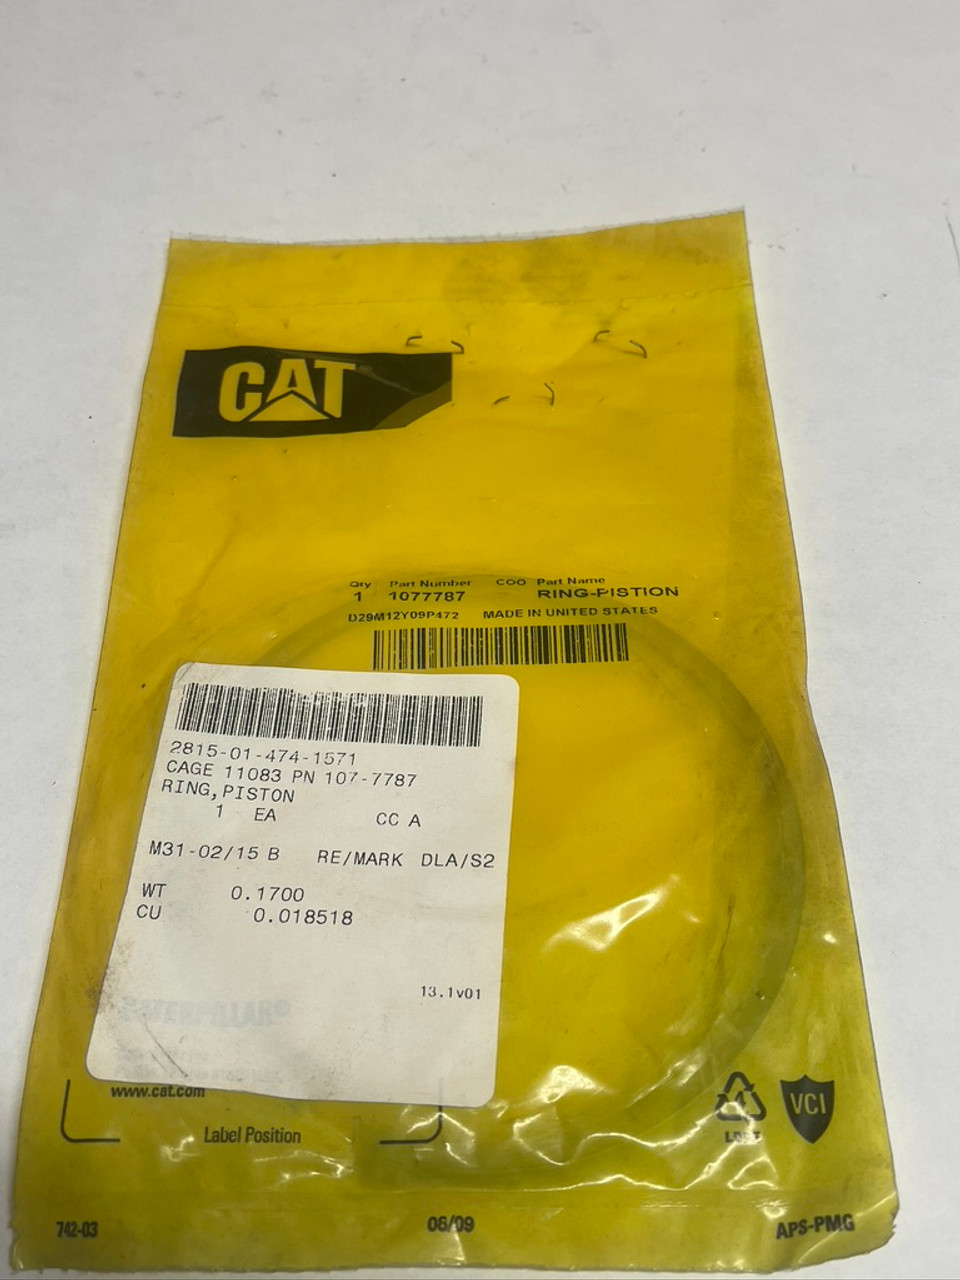 CAT
Qty Part Number COO Part Name
1 1077787 RING-PISTION
D29M12Y09P472 MADE IN UNITED STATES
2815-01-474-1571
CAGE 11083 PN 107-7787
RING,PISTON
1 EA CC A
M31-02/15 B RE/MARK DLA/S2
WT 0.1700
CU 0.018518
13.1v01
CATERPILLAR®
www.cat.com
Label Position
4
LDPE
VCI
742-03 06/09 APS-PMG